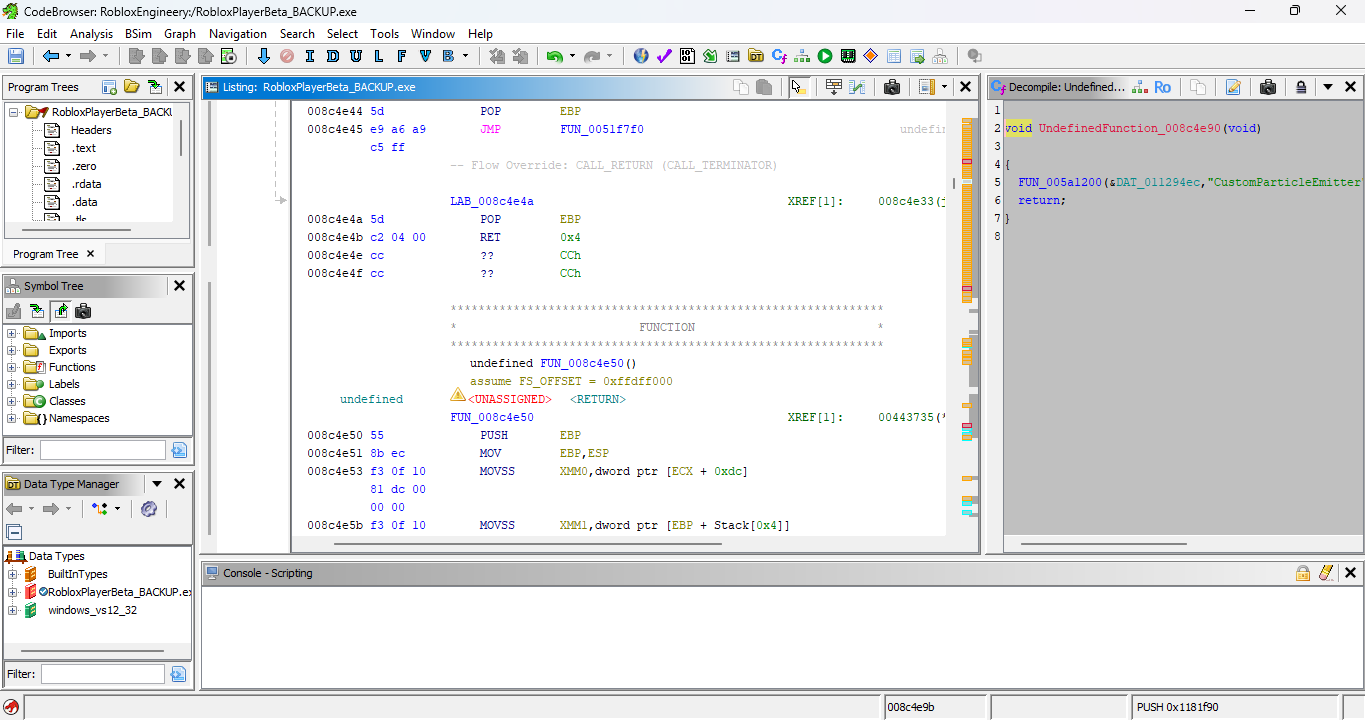 CodeBrowser: RobloxEngineery:/RobloxPlayerBeta_BACKUP.exe
File Edit Analysis BSim Graph Navigation Search Select Tools Window Help
I D U L F V B
Program Trees
RobloxPlayerBeta_BACKU
Headers
.text
.zero
.rdata
.data
.tls
Program Tree
Symbol Tree
Imports
Exports
Functions
Labels
Classes
Namespaces
Filter:
Data Type Manager
Data Types
BuiltInTypes
RobloxPlayerBeta_BACKUP.ex
windows_vs12_32
Filter:
Listing: RobloxPlayerBeta_BACKUP.exe
008c4e44 5d POP EBP
008c4e45 e9 a6 a9 JMP FUN_0051f7f0 undefin
c5 ff
-- Flow Override: CALL_RETURN (CALL_TERMINATOR)
LAB_008c4e4a XREF[1]: 008c4e33(j
008c4e4a 5d POP EBP
008c4e4b c2 04 00 RET 0x4
008c4e4e cc ?? CCh
008c4e4f cc ?? CCh
**************************************************************
* FUNCTION *
**************************************************************
undefined FUN_008c4e50()
assume FS_OFFSET = 0xffdff000
undefined <UNASSIGNED> <RETURN>
FUN_008c4e50 XREF[1]: 00443735(*
008c4e50 55 PUSH EBP
008c4e51 8b ec MOV EBP,ESP
008c4e53 f3 0f 10 MOVSS XMM0,dword ptr [ECX + 0xdc]
81 dc 00
00 00
008c4e5b f3 0f 10 MOVSS XMM1,dword ptr [EBP + Stack[0x4]]
Decompile: Undefined...
Ro
1
2 void UndefinedFunction_008c4e90(void)
3
4 {
5 FUN_005a1200(&DAT_011294ec,"CustomParticleEmitter
6 return;
7 }
8
Console - Scripting
008c4e9b
PUSH 0x1181f90